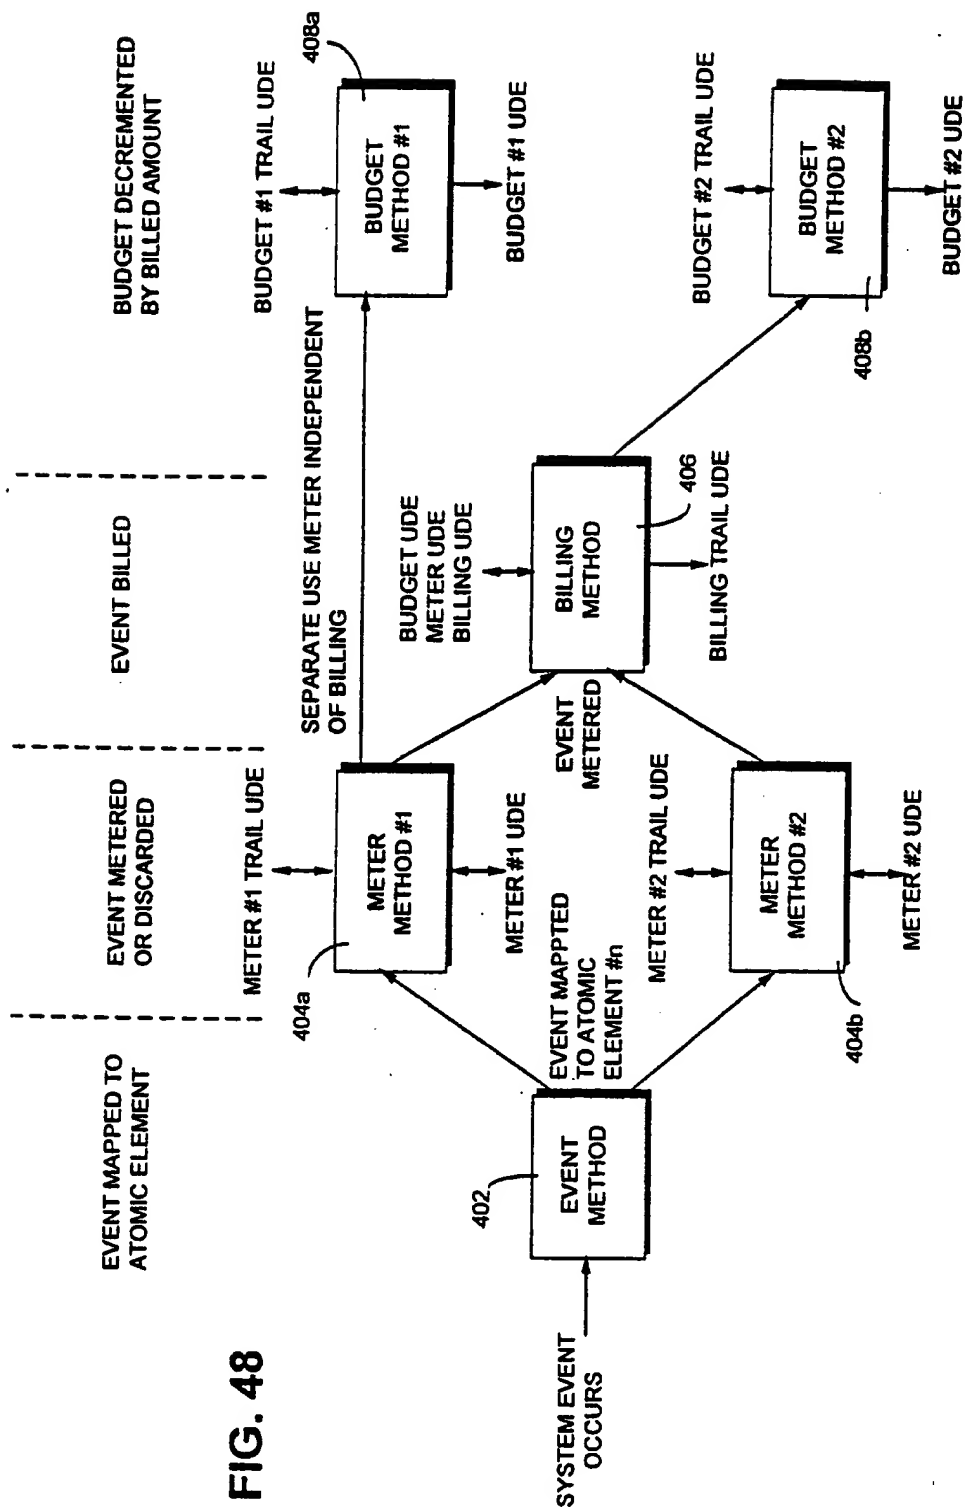 FIG. 48
EVENT MAPPED TO
ATOMIC ELEMENT
EVENT METERED
OR DISCARDED
EVENT BILLED
BUDGET DECREMENTED
BY BILLED AMOUNT
SYSTEM EVENT
OCCURS
402
EVENT
METHOD
EVENT MAPPTED
TO ATOMIC
ELEMENT #n
METER #1 TRAIL UDE
404a
METER
METHOD #1
METER #1 UDE
METER #2 TRAIL UDE
METER
METHOD #2
404b
METER #2 UDE
SEPARATE USE METER INDEPENDENT
OF BILLING
EVENT
METERED
BUDGET UDE
METER UDE
BILLING UDE
BILLING
METHOD
406
BILLING TRAIL UDE
BUDGET #1 TRAIL UDE
408a
BUDGET
METHOD #1
BUDGET #1 UDE
BUDGET #2 TRAIL UDE
BUDGET
METHOD #2
408b
BUDGET #2 UDE